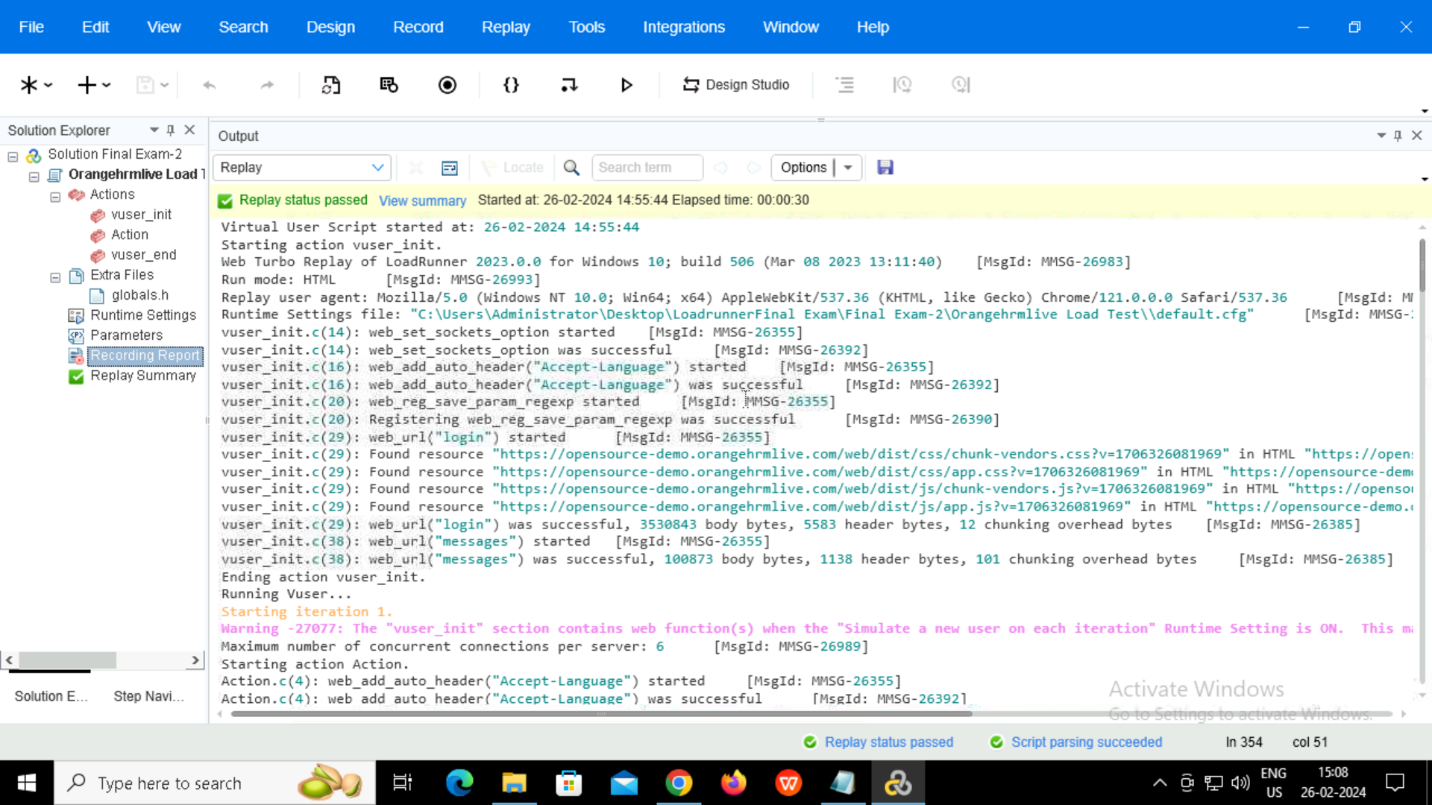 File Edit View Search Design Record Replay Tools Integrations Window Help
Design Studio
Solution Explorer
Solution Final Exam-2
Orangehrmlive Load
Actions
vuser_init
Action
vuser_end
Extra Files
globals.h
Runtime Settings
Parameters
Recording Report
Replay Summary
Solution E... Step Navi...
Output
Replay Locate Search term Options
Replay status passed View summary Started at: 26-02-2024 14:55:44 Elapsed time: 00:00:30
Virtual User Script started at: 26-02-2024 14:55:44
Starting action vuser_init.
Web Turbo Replay of LoadRunner 2023.0.0 for Windows 10; build 506 (Mar 08 2023 13:11:40) [MsgId: MMSG-26983]
Run mode: HTML [MsgId: MMSG-26993]
Replay user agent: Mozilla/5.0 (Windows NT 10.0; Win64; x64) AppleWebKit/537.36 (KHTML, like Gecko) Chrome/121.0.0.0 Safari/537.36 [MsgId: M
Runtime Settings file: "C:\Users\Administrator\Desktop\LoadrunnerFinal Exam\Final Exam-2\Orangehrmlive Load Test\\default.cfg" [MsgId: MMSG-
vuser_init.c(14): web_set_sockets_option started [MsgId: MMSG-26355]
vuser_init.c(14): web_set_sockets_option was successful [MsgId: MMSG-26392]
vuser_init.c(16): web_add_auto_header("Accept-Language") started [MsgId: MMSG-26355]
vuser_init.c(16): web_add_auto_header("Accept-Language") was successful [MsgId: MMSG-26392]
vuser_init.c(20): web_reg_save_param_regexp started [MsgId: MMSG-26355]
vuser_init.c(20): Registering web_reg_save_param_regexp was successful [MsgId: MMSG-26390]
vuser_init.c(29): web_url("login") started [MsgId: MMSG-26355]
vuser_init.c(29): Found resource "https://opensource-demo.orangehrmlive.com/web/dist/css/chunk-vendors.css?v=1706326081969" in HTML "https://opens
vuser_init.c(29): Found resource "https://opensource-demo.orangehrmlive.com/web/dist/css/app.css?v=1706326081969" in HTML "https://opensource-demo
vuser_init.c(29): Found resource "https://opensource-demo.orangehrmlive.com/web/dist/js/chunk-vendors.js?v=1706326081969" in HTML "https://opensou
vuser_init.c(29): Found resource "https://opensource-demo.orangehrmlive.com/web/dist/js/app.js?v=1706326081969" in HTML "https://opensource-demo.o
vuser_init.c(29): web_url("login") was successful, 3530843 body bytes, 5583 header bytes, 12 chunking overhead bytes [MsgId: MMSG-26385]
vuser_init.c(38): web_url("messages") started [MsgId: MMSG-26355]
vuser_init.c(38): web_url("messages") was successful, 100873 body bytes, 1138 header bytes, 101 chunking overhead bytes [MsgId: MMSG-26385]
Ending action vuser_init.
Running Vuser...
Starting iteration 1.
Warning -27077: The "vuser_init" section contains web function(s) when the "Simulate a new user on each iteration" Runtime Setting is ON. This ma
Maximum number of concurrent connections per server: 6 [MsgId: MMSG-26989]
Starting action Action.
Action.c(4): web_add_auto_header("Accept-Language") started [MsgId: MMSG-26355]
Action.c(4): web_add_auto_header("Accept-Language") was successful [MsgId: MMSG-26392]
Activate Windows
Go to Settings to activate Windows.
Replay status passed Script parsing succeeded ln 354 col 51
Type here to search
ENG
US
15:08
26-02-2024